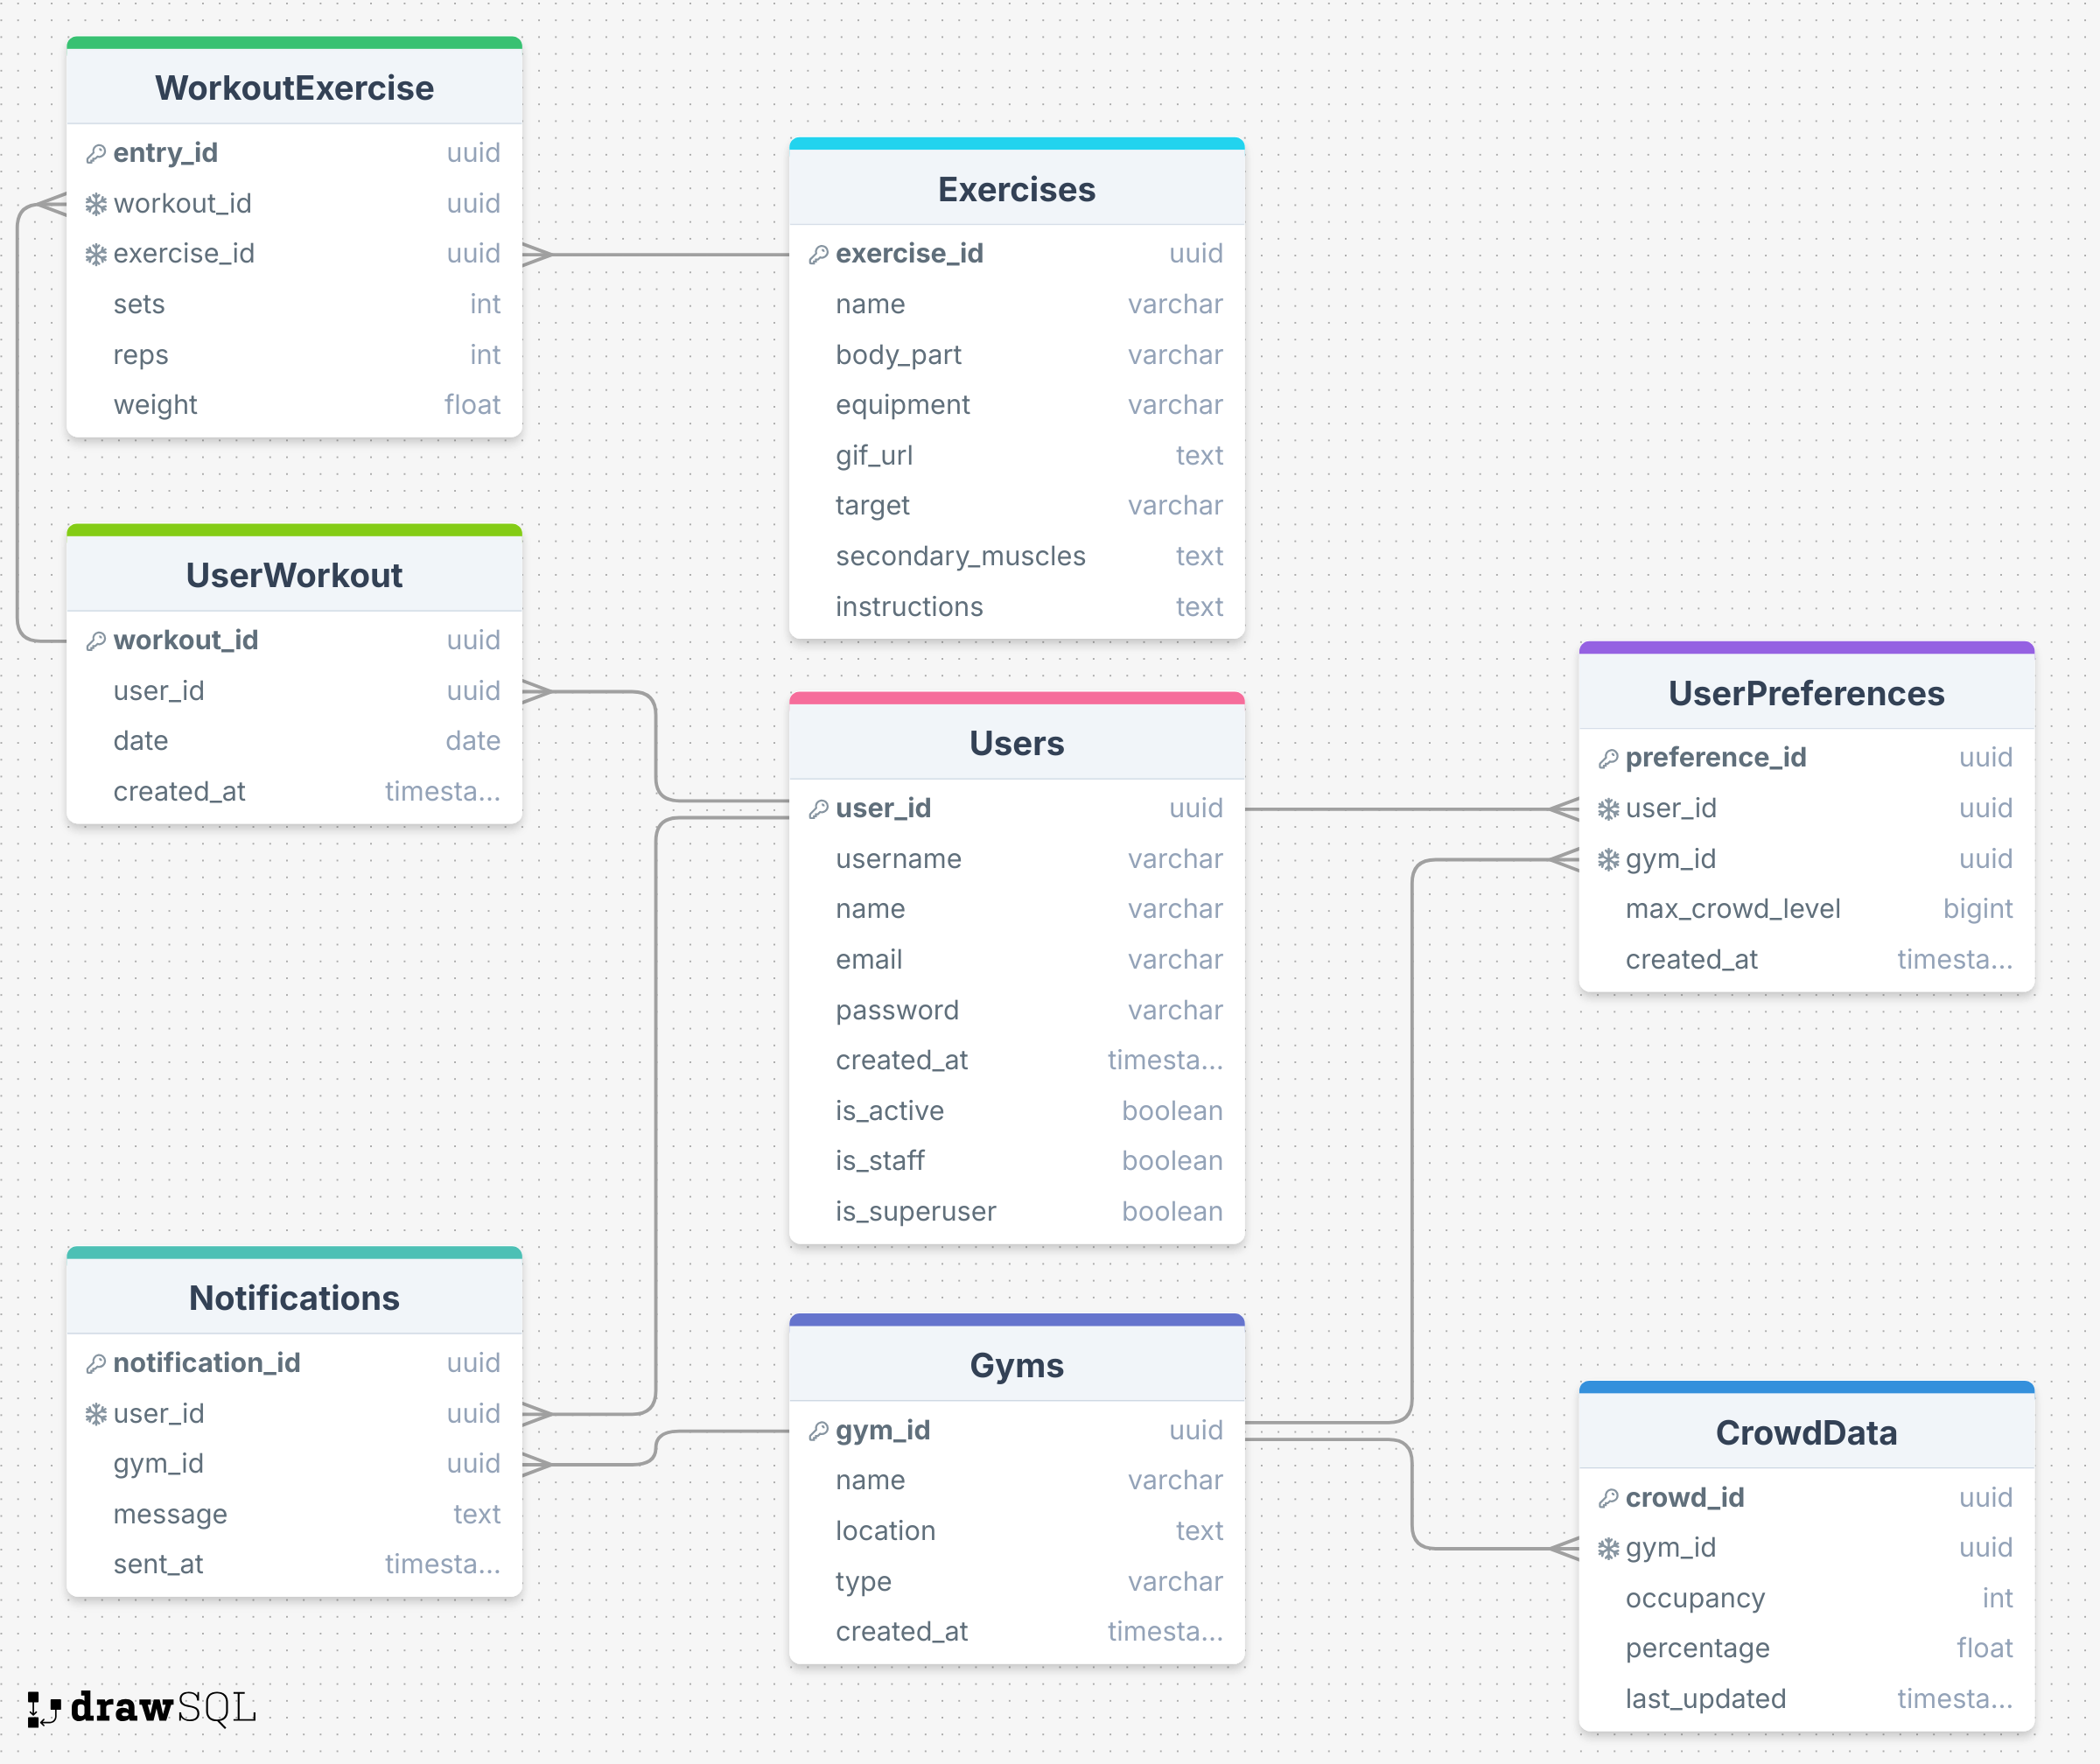 WorkoutExercise
entry_id uuid
workout_id uuid
exercise_id uuid
sets int
reps int
weight float
Exercises
exercise_id uuid
name varchar
body_part varchar
equipment varchar
gif_url text
target varchar
secondary_muscles text
instructions text
UserWorkout
workout_id uuid
user_id uuid
date date
created_at timesta...
Users
user_id uuid
username varchar
name varchar
email varchar
password varchar
created_at timesta...
is_active boolean
is_staff boolean
is_superuser boolean
UserPreferences
preference_id uuid
user_id uuid
gym_id uuid
max_crowd_level bigint
created_at timesta...
Notifications
notification_id uuid
user_id uuid
gym_id uuid
message text
sent_at timesta...
Gyms
gym_id uuid
name varchar
location text
type varchar
created_at timesta...
CrowdData
crowd_id uuid
gym_id uuid
occupancy int
percentage float
last_updated timesta...
drawSQL